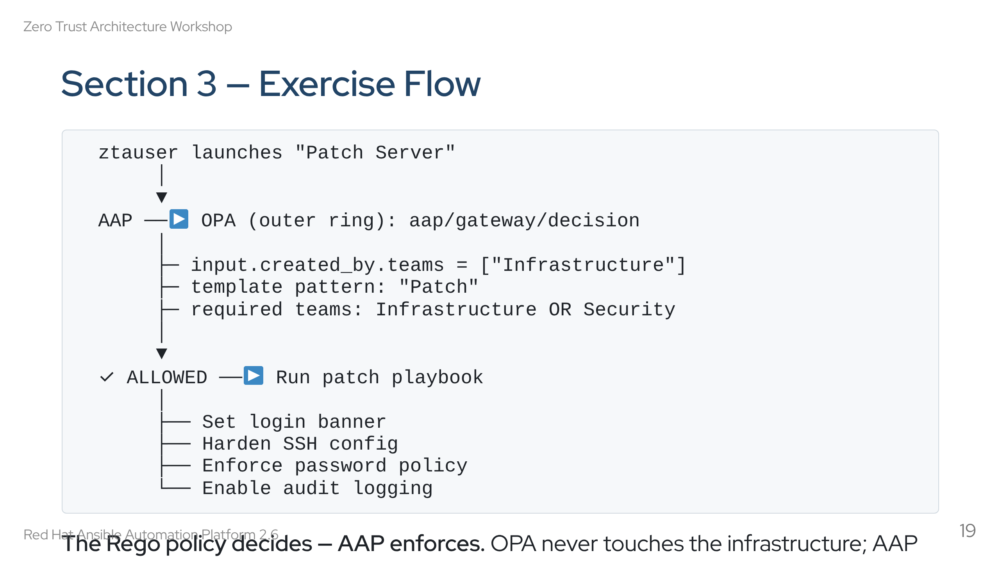 Zero Trust Architecture Workshop
Section 3 – Exercise Flow
ztauser launches "Patch Server"
AAP ──▶ OPA (outer ring): aap/gateway/decision
input.created_by.teams = ["Infrastructure"]
template pattern: "Patch"
required teams: Infrastructure OR Security
✓ ALLOWED ──▶ Run patch playbook
Set login banner
Harden SSH config
Enforce password policy
Enable audit logging
Red Hat Ansible Automation Platform 2.6
19
The Rego policy decides – AAP enforces. OPA never touches the infrastructure; AAP